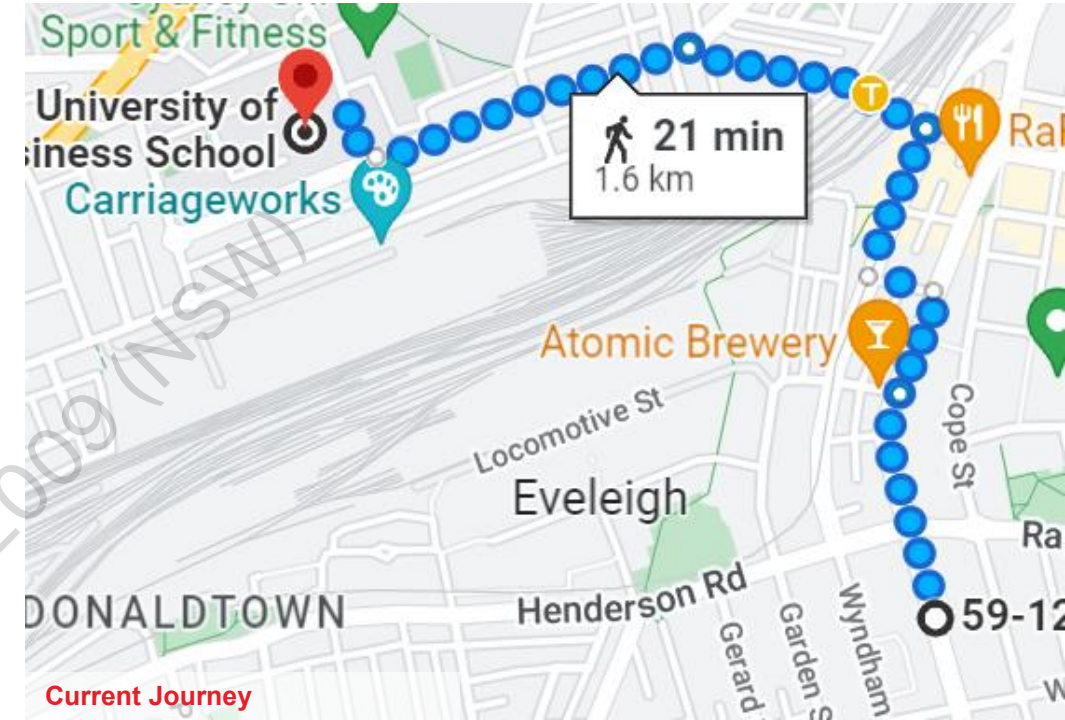 Sport & Fitness
University of
siness School
Carriageworks
T
21 min
1.6 km
Ra
Atomic Brewery
Locomotive St
Cope St
Eveleigh
Ra
Henderson Rd
DONALDTOWN
59-12
Gerard
Garden S
Wyndham
W
Current Journey
2009 (NSW)